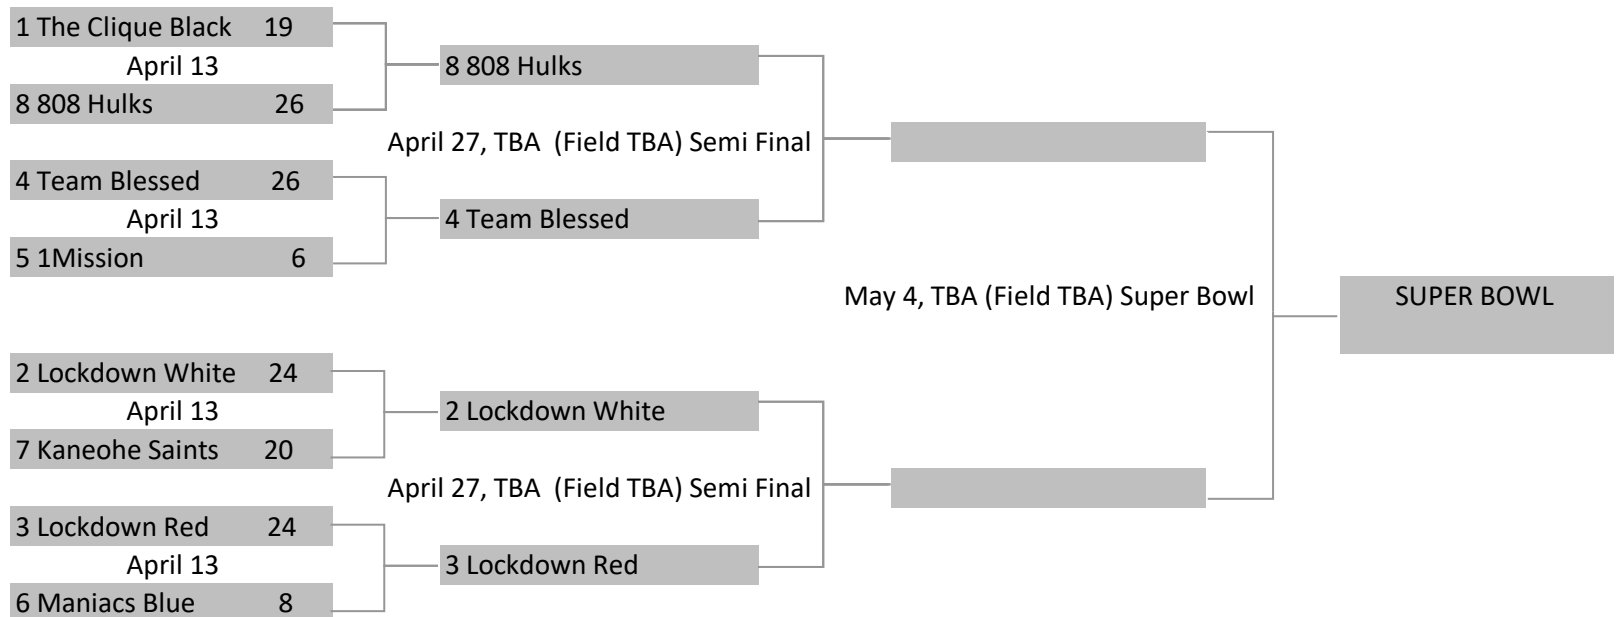 1 The Clique Black 19
April 13
8 808 Hulks 26
8 808 Hulks
April 27, TBA (Field TBA) Semi Final
4 Team Blessed 26
April 13
5 1Mission 6
4 Team Blessed
May 4, TBA (Field TBA) Super Bowl
SUPER BOWL
2 Lockdown White 24
April 13
7 Kaneohe Saints 20
2 Lockdown White
April 27, TBA (Field TBA) Semi Final
3 Lockdown Red 24
April 13
6 Maniacs Blue 8
3 Lockdown Red